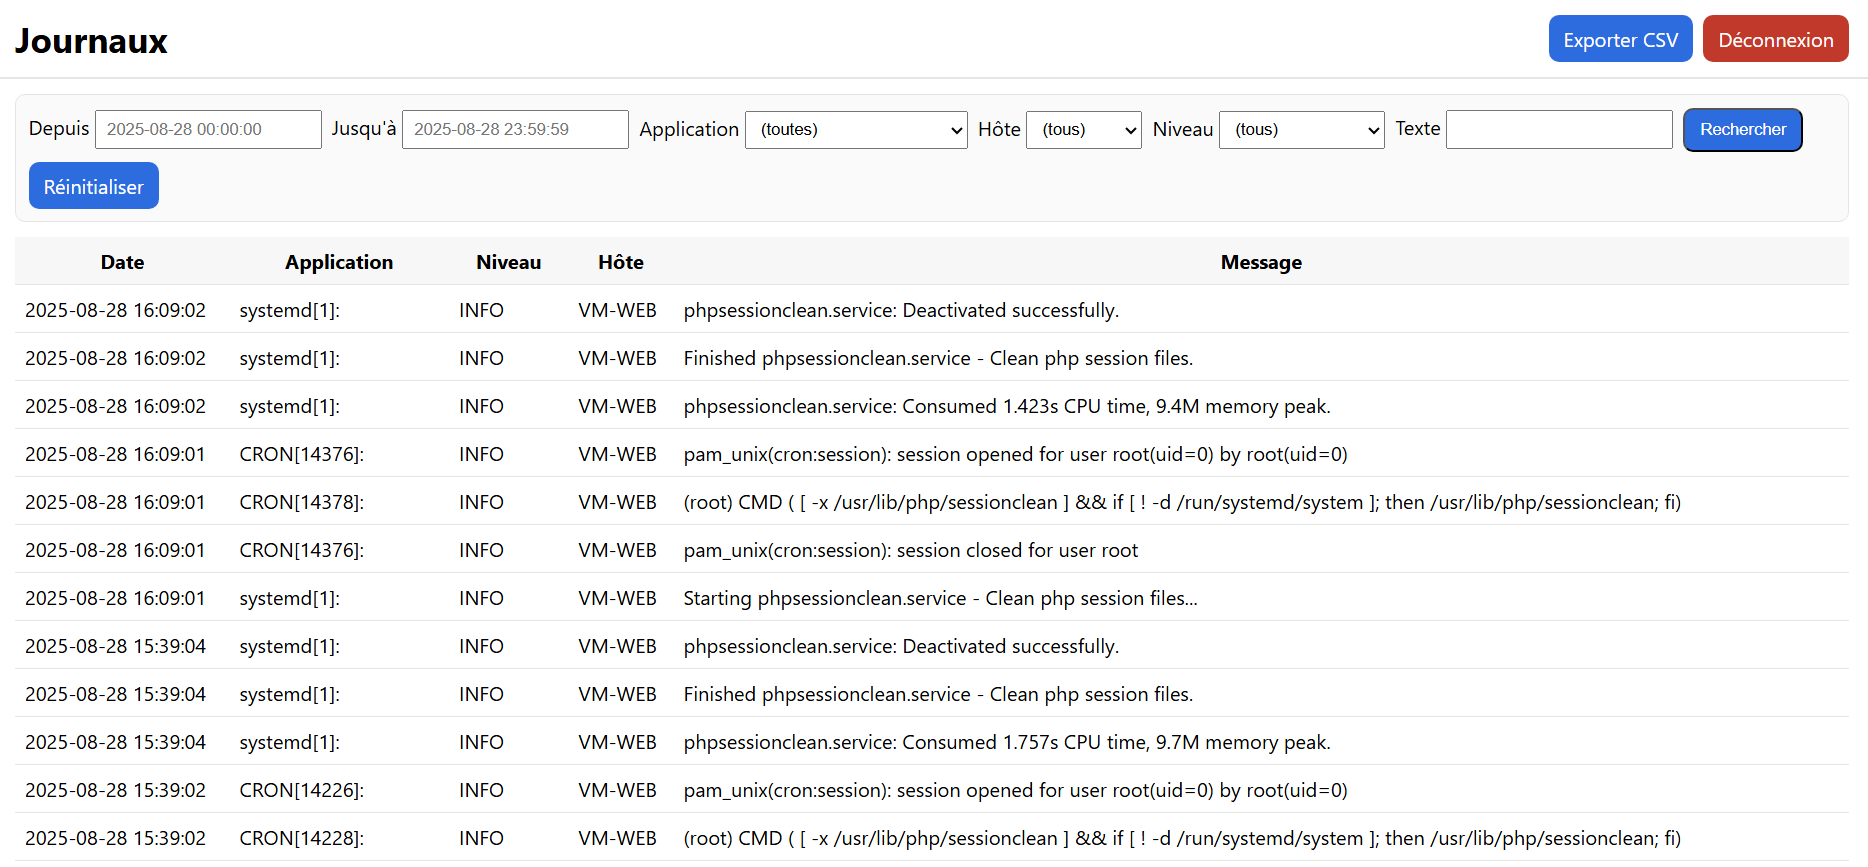 Journaux
Exporter CSV
Déconnexion
Depuis 2025-08-28 00:00:00 Jusqu'à 2025-08-28 23:59:59 Application (toutes) Hôte (tous) Niveau (tous) Texte Rechercher
Réinitialiser
Date Application Niveau Hôte Message
2025-08-28 16:09:02 systemd[1]: INFO VM-WEB phpsessionclean.service: Deactivated successfully.
2025-08-28 16:09:02 systemd[1]: INFO VM-WEB Finished phpsessionclean.service - Clean php session files.
2025-08-28 16:09:02 systemd[1]: INFO VM-WEB phpsessionclean.service: Consumed 1.423s CPU time, 9.4M memory peak.
2025-08-28 16:09:01 CRON[14376]: INFO VM-WEB pam_unix(cron:session): session opened for user root(uid=0) by root(uid=0)
2025-08-28 16:09:01 CRON[14378]: INFO VM-WEB (root) CMD ( [ -x /usr/lib/php/sessionclean ] && if [ ! -d /run/systemd/system ]; then /usr/lib/php/sessionclean; fi)
2025-08-28 16:09:01 CRON[14376]: INFO VM-WEB pam_unix(cron:session): session closed for user root
2025-08-28 16:09:01 systemd[1]: INFO VM-WEB Starting phpsessionclean.service - Clean php session files...
2025-08-28 15:39:04 systemd[1]: INFO VM-WEB phpsessionclean.service: Deactivated successfully.
2025-08-28 15:39:04 systemd[1]: INFO VM-WEB Finished phpsessionclean.service - Clean php session files.
2025-08-28 15:39:04 systemd[1]: INFO VM-WEB phpsessionclean.service: Consumed 1.757s CPU time, 9.7M memory peak.
2025-08-28 15:39:02 CRON[14226]: INFO VM-WEB pam_unix(cron:session): session opened for user root(uid=0) by root(uid=0)
2025-08-28 15:39:02 CRON[14228]: INFO VM-WEB (root) CMD ( [ -x /usr/lib/php/sessionclean ] && if [ ! -d /run/systemd/system ]; then /usr/lib/php/sessionclean; fi)